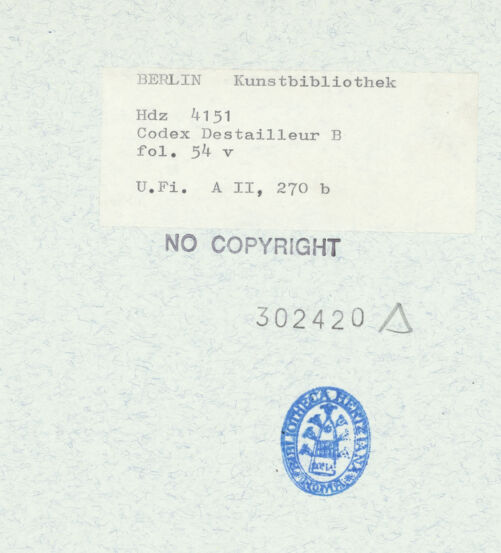 BERLIN Kunstbibliothek
Hdz 4151
Codex Destailleur B
fol. 54 v
U.Fi. A II, 270 b
NO COPYRIGHT
302420
BIBLIOTHECA HERTZIANA
ROMA